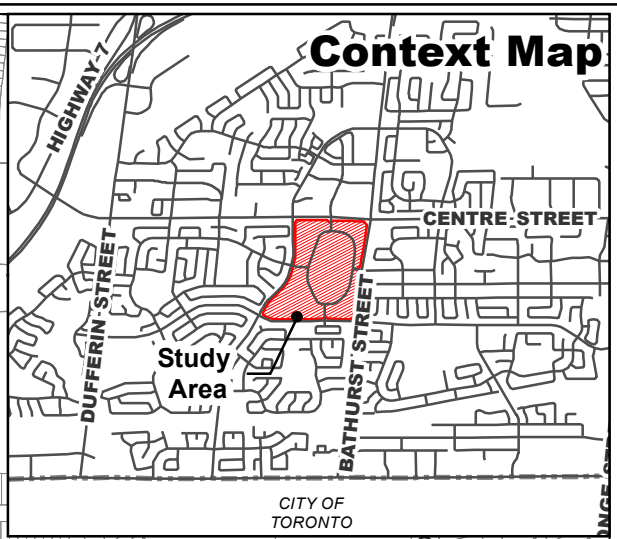 Context Map
HIGHWAY 7
CENTRE STREET
DUFFERIN STREET
BATHURST STREET
Study
Area
CITY OF
TORONTO